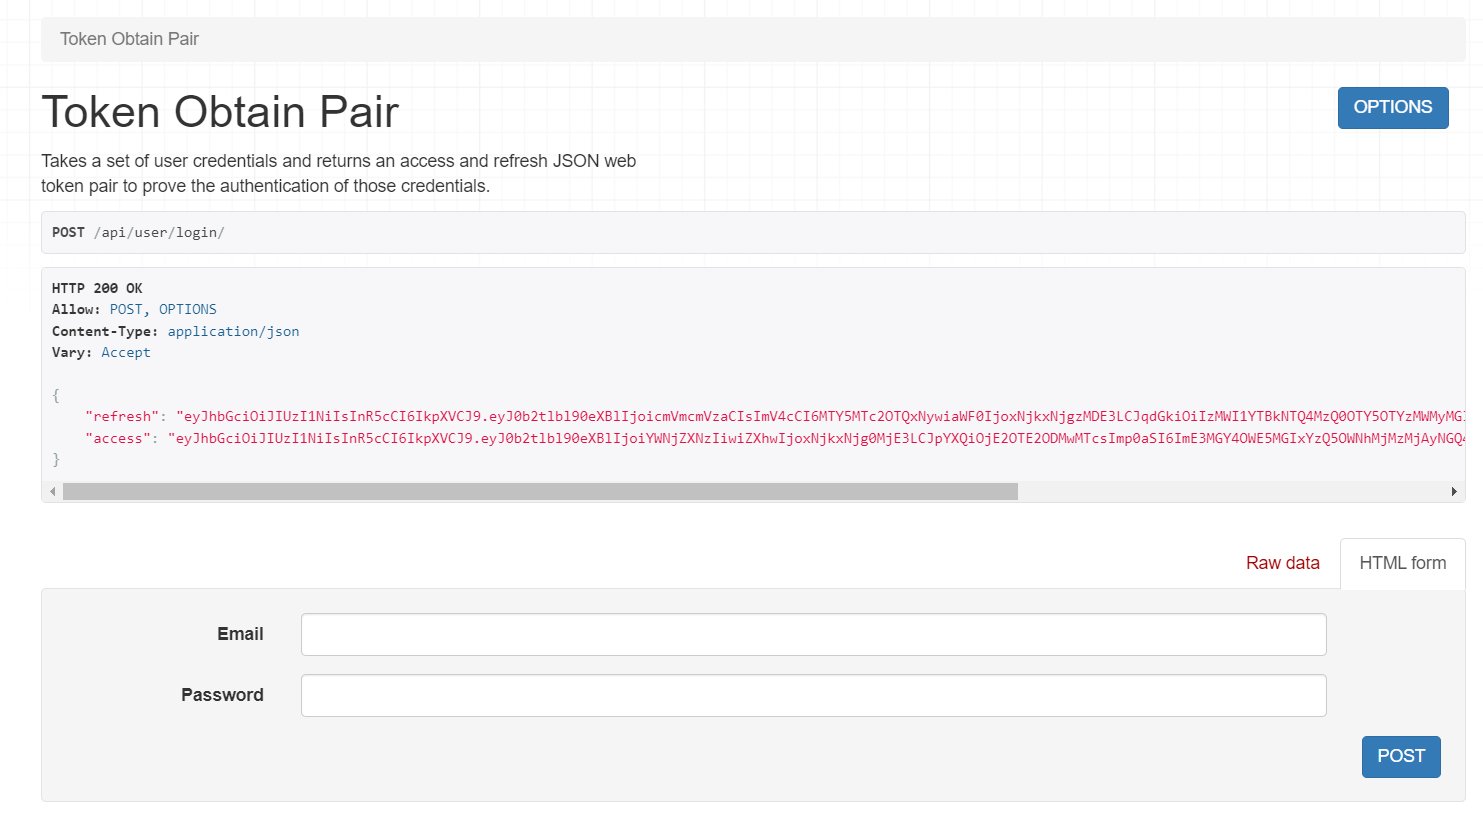 Token Obtain Pair
Token Obtain Pair
OPTIONS
Takes a set of user credentials and returns an access and refresh JSON web
token pair to prove the authentication of those credentials.
POST /api/user/login/
HTTP 200 OK
Allow: POST, OPTIONS
Content-Type: application/json
Vary: Accept
{
"refresh": "eyJhbGciOiJIUzI1NiIsInR5cCI6IkpXVCJ9.eyJ0b2tlbl90eXBlIjoicmVmcmVzaCIsImV4cCI6MTY5MTc2OTQxNywiaWF0IjoxNjkxNjgzMDE3LCJqdGkiOiIzMWI1YTBkNTQ4MzQ0OTY5OTYzMWMyMG
"access": "eyJhbGciOiJIUzI1NiIsInR5cCI6IkpXVCJ9.eyJ0b2tlbl90eXBlIjoiYWNjZXNzIiwiZXhwIjoxNjkxNjg0MjE3LCJpYXQiOjE2OTE2ODMwMTcsImp0aSI6ImE3MGY4OWE5MGIxYzQ5OWNhMjMzMjAyNGQ4
}
Raw data
HTML form
Email
Password
POST